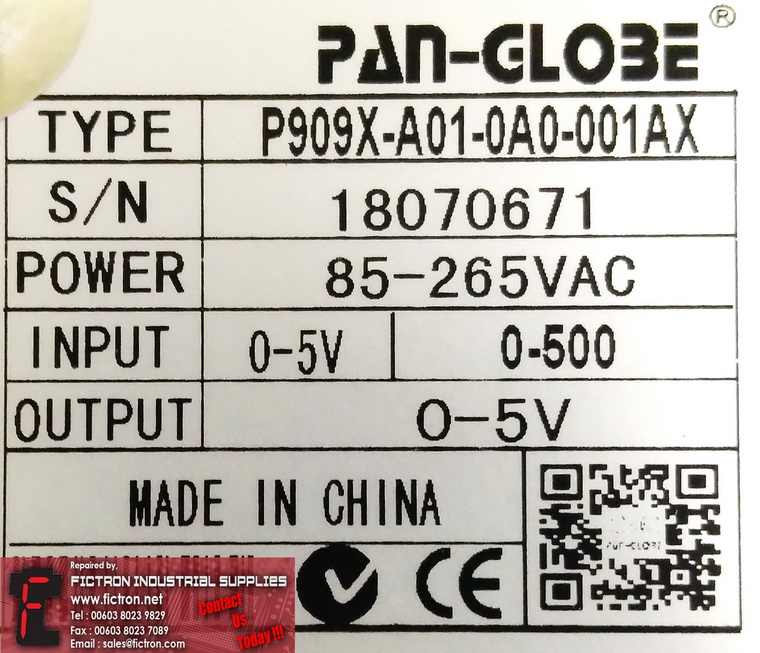 PAN-GLOBE®
TYPE P909X-A01-0A0-001AX
S/N 18070671
POWER 85-265VAC
INPUT 0-5V 0-500
OUTPUT 0-5V
MADE IN CHINA
PAN-GLOBE
CE
Repaired by,
FICTRON INDUSTRIAL SUPPLIES
www.fictron.net
Tel : 00603 8023 9829
Fax : 00603 8023 7089
Email : sales@fictron.com
Contact
Us
Today!!!